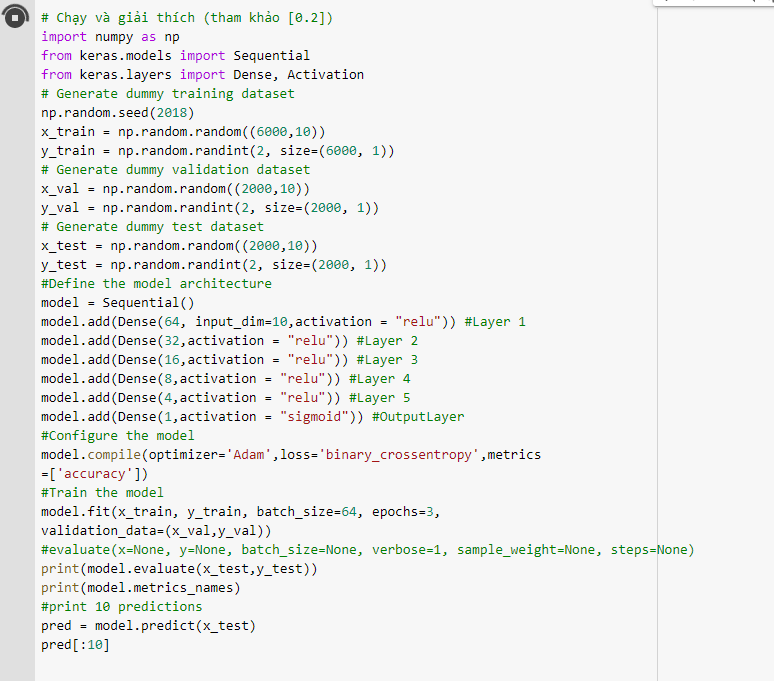 # Chạy và giải thích (tham khảo [0.2])
import numpy as np
from keras.models import Sequential
from keras.layers import Dense, Activation
# Generate dummy training dataset
np.random.seed(2018)
x_train = np.random.random((6000,10))
y_train = np.random.randint(2, size=(6000, 1))
# Generate dummy validation dataset
x_val = np.random.random((2000,10))
y_val = np.random.randint(2, size=(2000, 1))
# Generate dummy test dataset
x_test = np.random.random((2000,10))
y_test = np.random.randint(2, size=(2000, 1))
#Define the model architecture
model = Sequential()
model.add(Dense(64, input_dim=10,activation = "relu")) #Layer 1
model.add(Dense(32,activation = "relu")) #Layer 2
model.add(Dense(16,activation = "relu")) #Layer 3
model.add(Dense(8,activation = "relu")) #Layer 4
model.add(Dense(4,activation = "relu")) #Layer 5
model.add(Dense(1,activation = "sigmoid")) #OutputLayer
#Configure the model
model.compile(optimizer='Adam',loss='binary_crossentropy',metrics
=['accuracy'])
#Train the model
model.fit(x_train, y_train, batch_size=64, epochs=3,
validation_data=(x_val,y_val))
#evaluate(x=None, y=None, batch_size=None, verbose=1, sample_weight=None, steps=None)
print(model.evaluate(x_test,y_test))
print(model.metrics_names)
#print 10 predictions
pred = model.predict(x_test)
pred[:10]